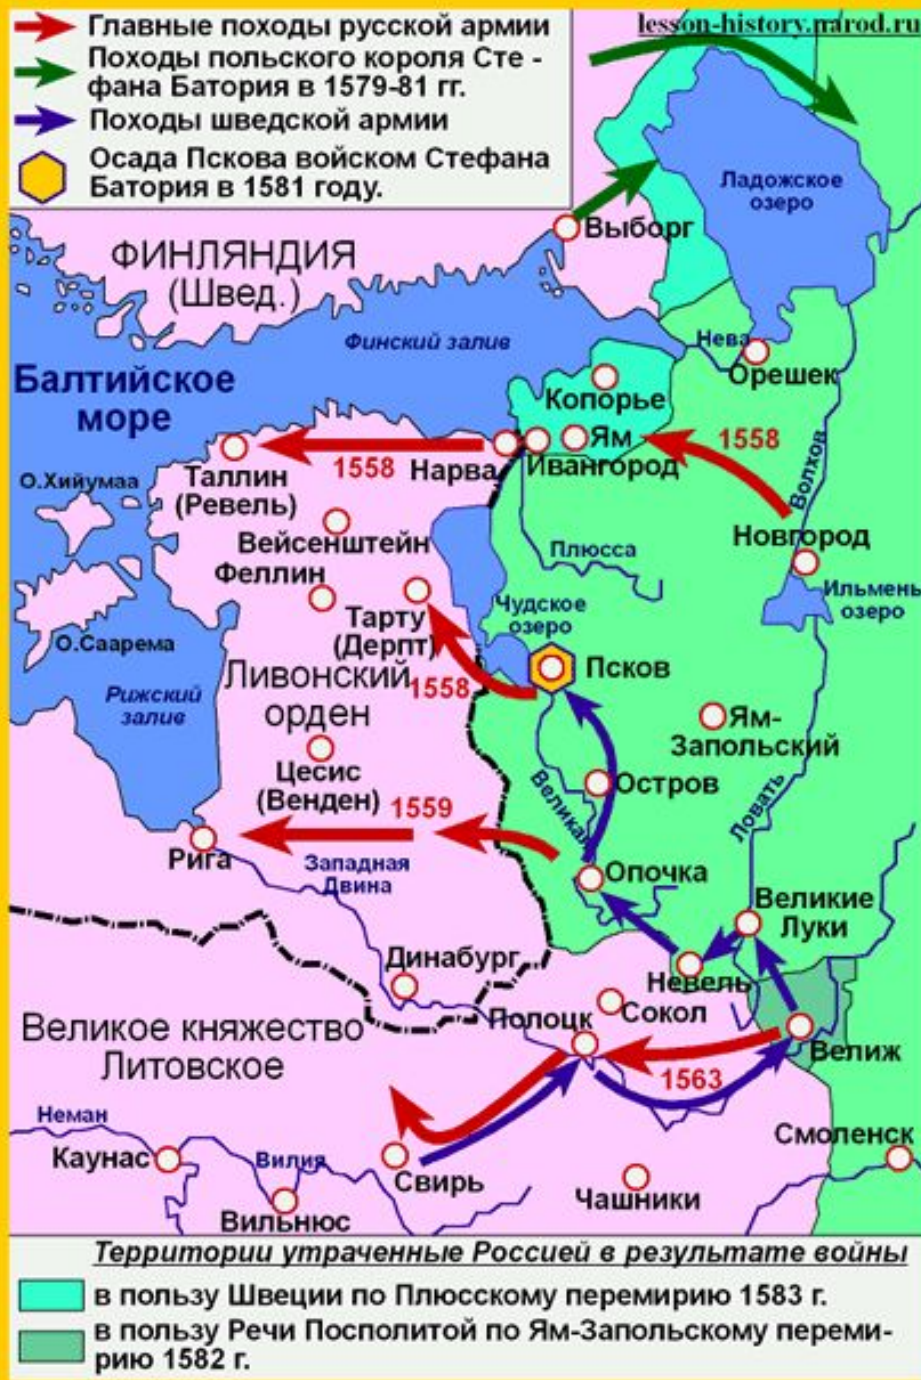 Главные походы русской армии
lesson-history.narod.ru
Походы польского короля Сте -
фана Батория в 1579-81 гг.
Походы шведской армии
Осада Пскова войском Стефана
Батория в 1581 году.
Ладожское
озеро
Выборг
ФИНЛЯНДИЯ
(Швед.)
Финский залив
Нева
Орешек
Балтийское
море
Копорье
Ям
1558
Ивангород
Нарва
1558
Таллин
(Ревель)
О.Хийумаа
Волхов
Новгород
Вейсенштейн
Плюсса
Феллин
Ильмень
озеро
Чудское
озеро
Тарту
(Дерпт)
О.Саарема
Псков
Ливонский
орден
1558
Рижский
залив
Ям-
Запольский
Цесис
(Венден)
Остров
Великая
Ловать
1559
Рига
Западная
Двина
Опочка
Великие
Луки
Динабург
Невель
Сокол
Полоцк
Великое княжество
Литовское
Велиж
1563
Неман
Смоленск
Каунас
Вилия
Свирь
Чашники
Вильнюс
Территории утраченные Россией в результате войны
в пользу Швеции по Плюсскому перемирию 1583 г.
в пользу Речи Посполитой по Ям-Запольскому переми-
рию 1582 г.